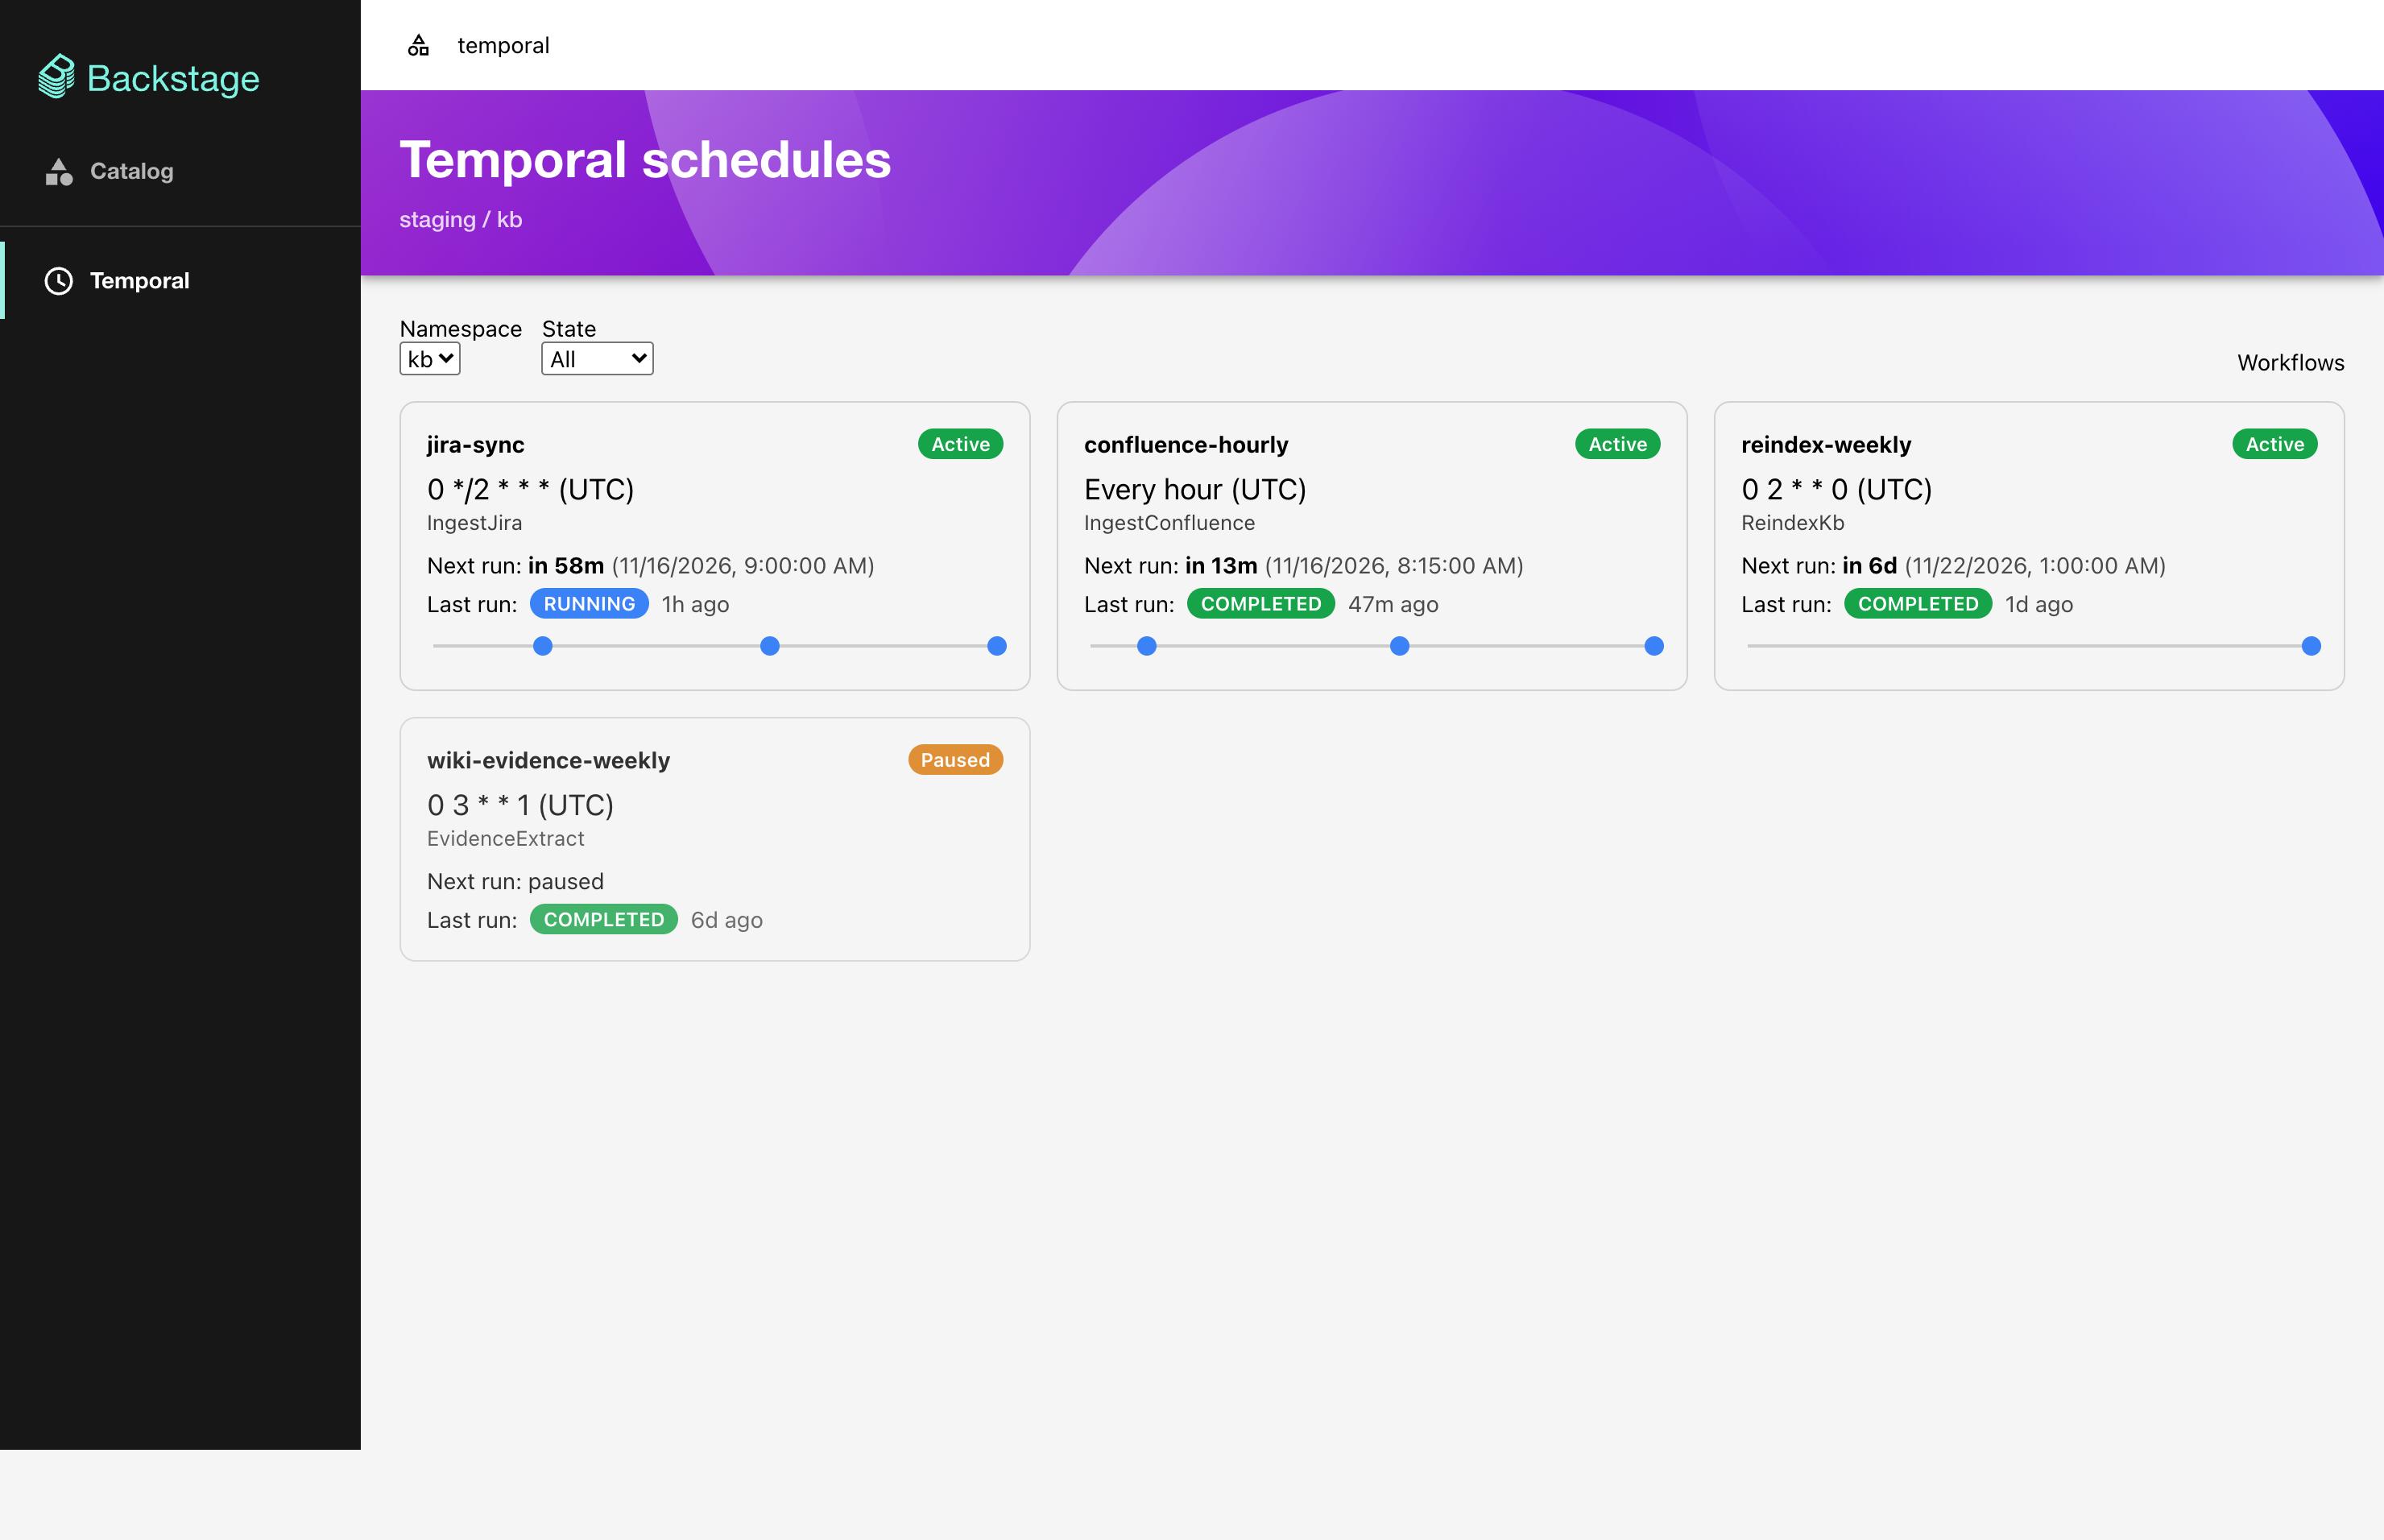 Backstage
Catalog
Temporal
temporal
Temporal schedules
staging / kb
Namespace State
kb All
Workflows
jira-sync Active
0 */2 * * * (UTC)
IngestJira
Next run: in 58m (11/16/2026, 9:00:00 AM)
Last run: RUNNING 1h ago
confluence-hourly Active
Every hour (UTC)
IngestConfluence
Next run: in 13m (11/16/2026, 8:15:00 AM)
Last run: COMPLETED 47m ago
reindex-weekly Active
0 2 * * 0 (UTC)
ReindexKb
Next run: in 6d (11/22/2026, 1:00:00 AM)
Last run: COMPLETED 1d ago
wiki-evidence-weekly Paused
0 3 * * 1 (UTC)
EvidenceExtract
Next run: paused
Last run: COMPLETED 6d ago